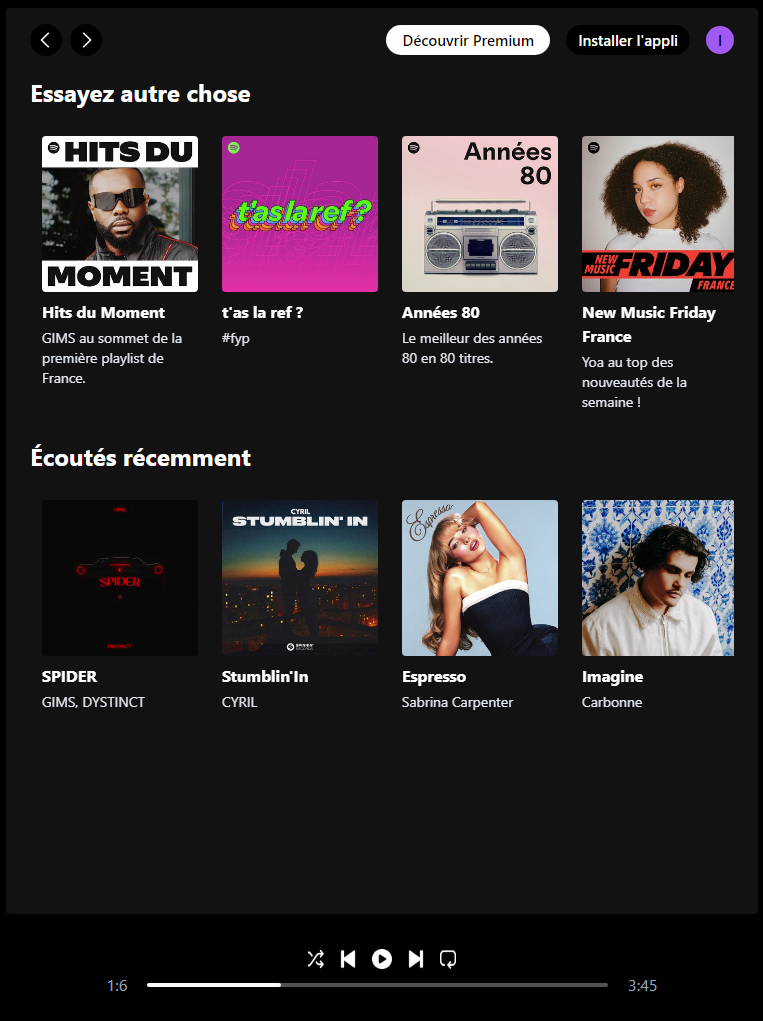 Découvrir Premium
Installer l'appli
I
Essayez autre chose
HITS DU
MOMENT
t'aslaref?
Années
80
NEW
MUSIC FRIDAY
FRANCE
Hits du Moment
GIMS au sommet de la
première playlist de
France.
t'as la ref ?
#fyp
Années 80
Le meilleur des années
80 en 80 titres.
New Music Friday
France
Yoa au top des
nouveautés de la
semaine !
Écoutés récemment
SPIDER
CYRIL
STUMBLIN' IN
Espresso
SPIDER
GIMS, DYSTINCT
Stumblin'In
CYRIL
Espresso
Sabrina Carpenter
Imagine
Carbonne
1:6
3:45